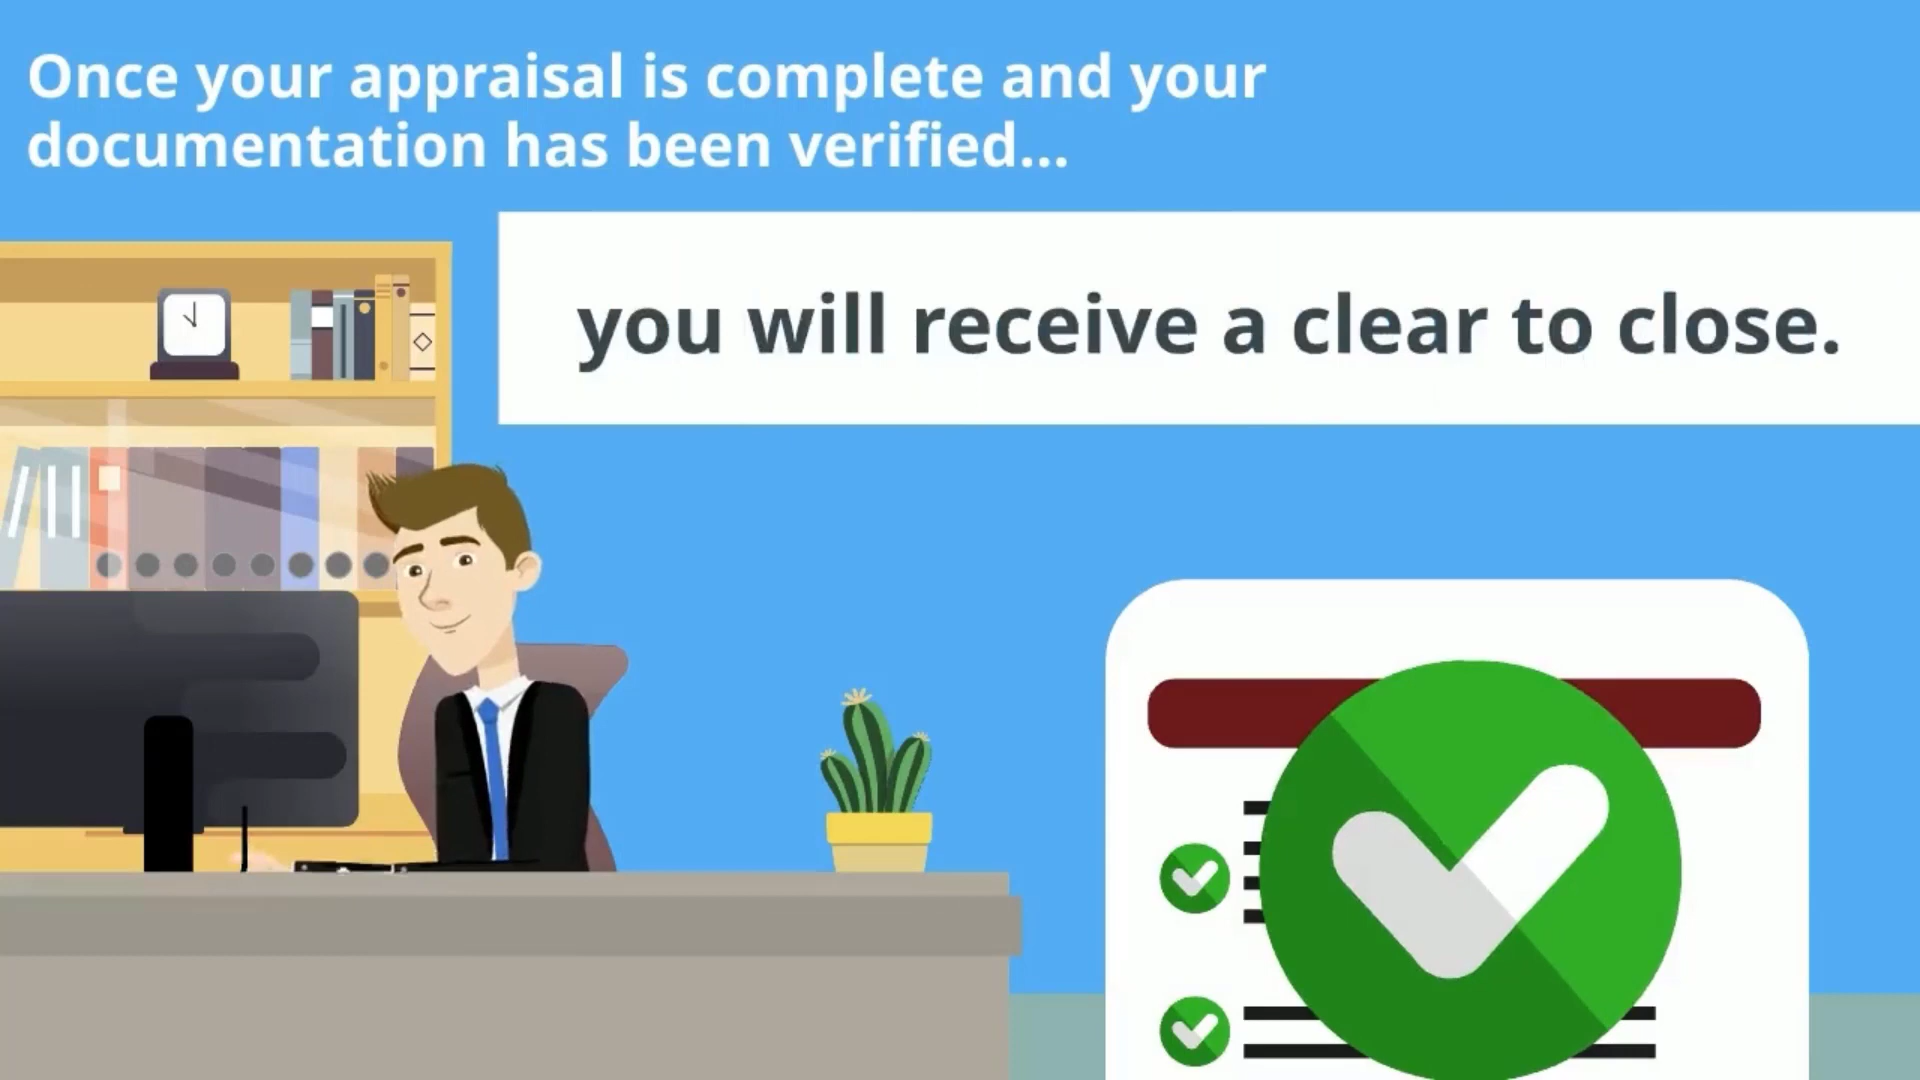 Once your appraisal is complete and your
documentation has been verified...
you will receive a clear to close.